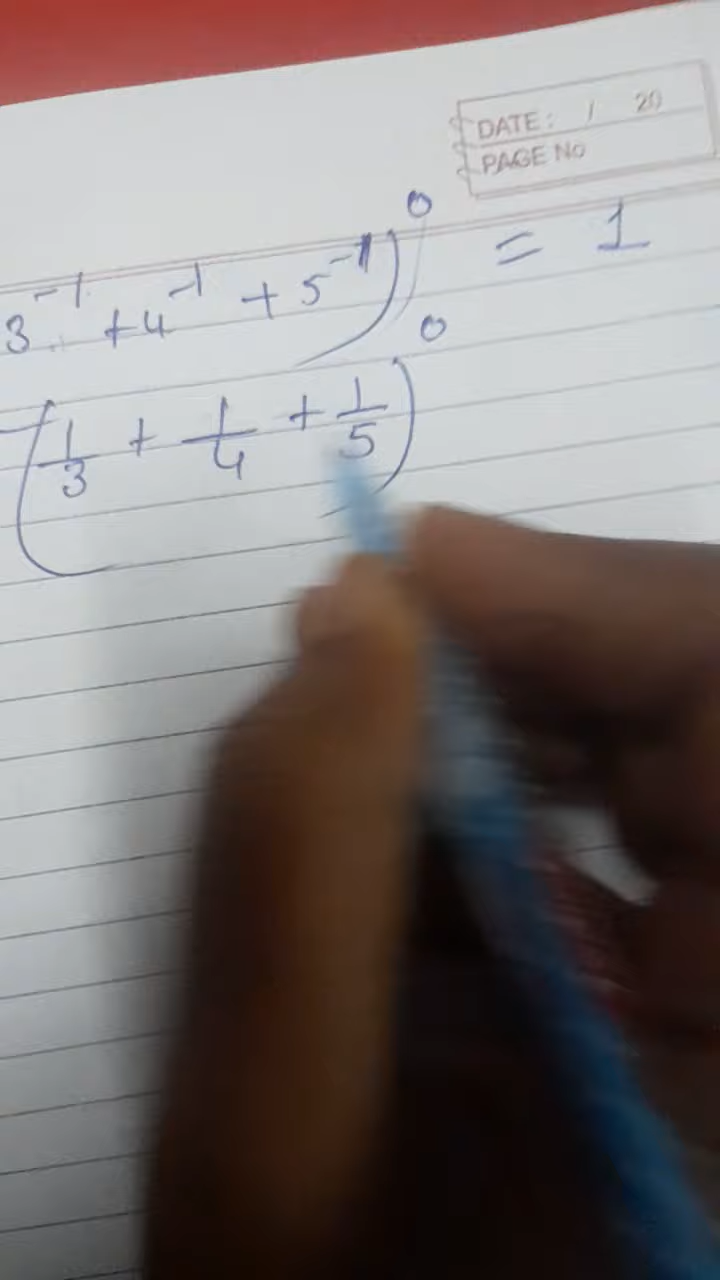 DATE: / 20
PAGE No
3⁻¹ + 4⁻¹ + 5⁻¹)⁰ = 1
(1/3 + 1/4 + 1/5)⁰